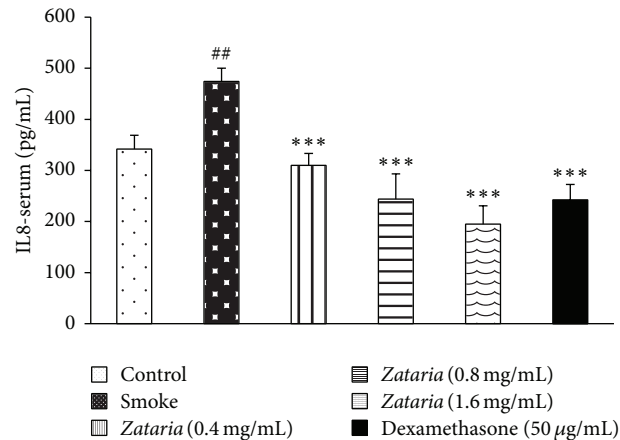 600
500
400
300
200
100
0
IL8-serum (pg/mL)
##
***
***
***
***
Control
Smoke
Zataria (0.4 mg/mL)
Zataria (0.8 mg/mL)
Zataria (1.6 mg/mL)
Dexamethasone (50 μg/mL)